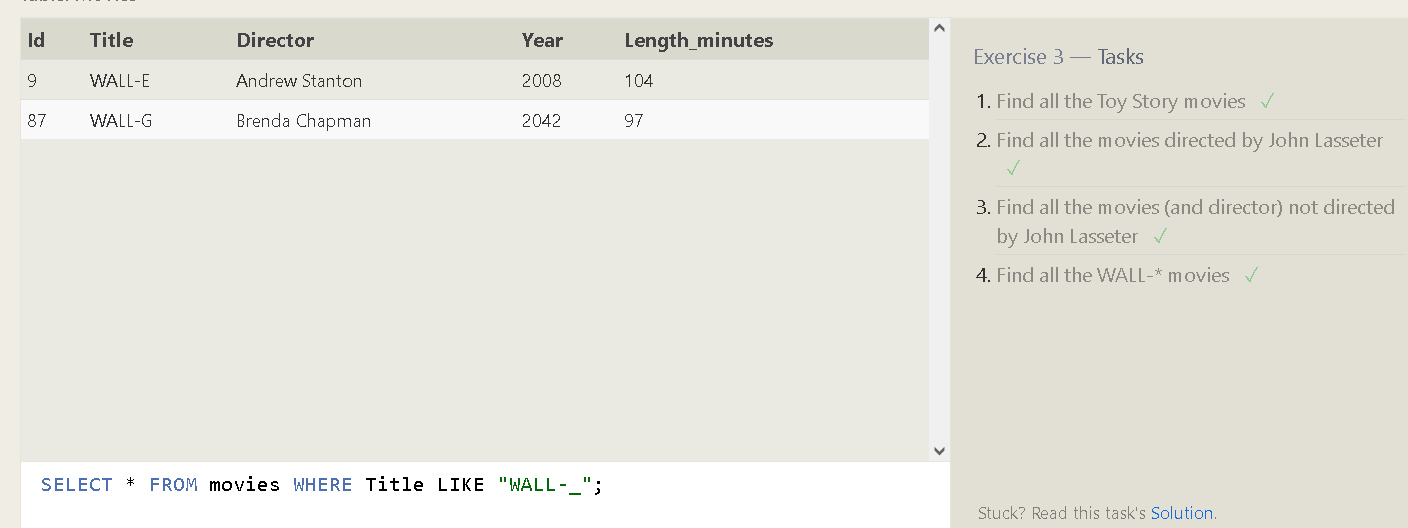 Id Title Director Year Length_minutes
9 WALL-E Andrew Stanton 2008 104
87 WALL-G Brenda Chapman 2042 97
SELECT * FROM movies WHERE Title LIKE "WALL-_";
Exercise 3 — Tasks
1. Find all the Toy Story movies ✓
2. Find all the movies directed by John Lasseter
✓
3. Find all the movies (and director) not directed
by John Lasseter ✓
4. Find all the WALL-* movies ✓
Stuck? Read this task's Solution.